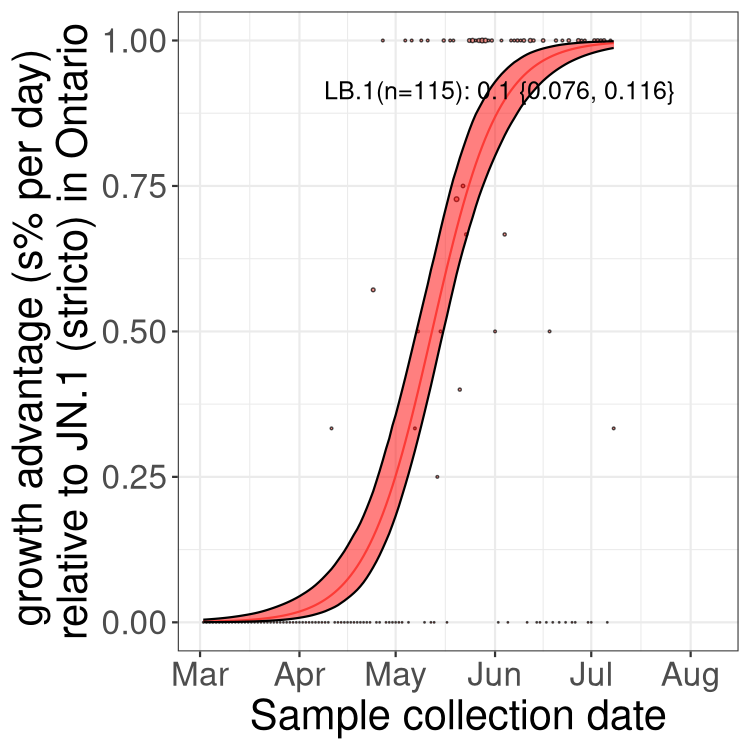 growth advantage (s% per day)
relative to JN.1 (stricto) in Ontario
1.00
0.75
0.50
0.25
0.00
LB.1(n=115): 0.1 {0.076, 0.116}
Mar Apr May Jun Jul Aug
Sample collection date